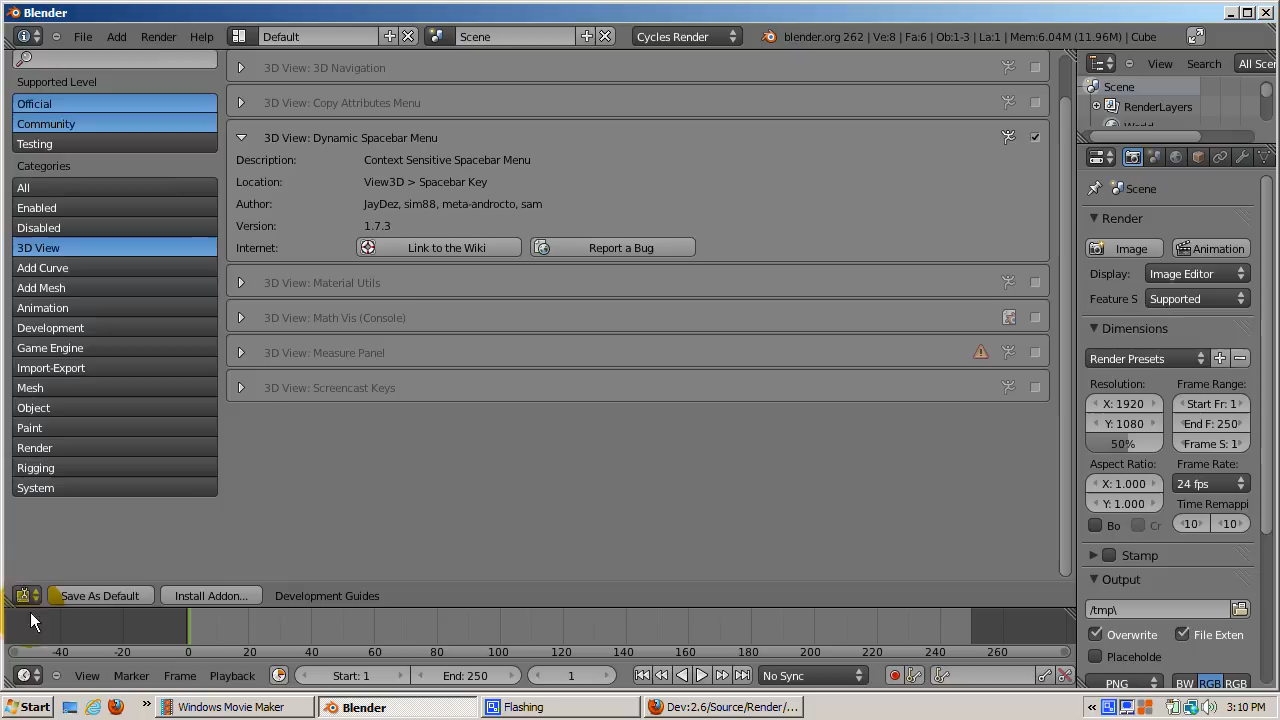 Blender
File Add Render Help Default Scene Cycles Render blender.org 262 | Ve:8 | Fa:6 | Ob:1-3 | La:1 | Mem:6.04M (11.96M) | Cube
Supported Level
Official
Community
Testing
Categories
All
Enabled
Disabled
3D View
Add Curve
Add Mesh
Animation
Development
Game Engine
Import-Export
Mesh
Object
Paint
Render
Rigging
System
3D View: 3D Navigation
3D View: Copy Attributes Menu
3D View: Dynamic Spacebar Menu
Description: Context Sensitive Spacebar Menu
Location: View3D > Spacebar Key
Author: JayDez, sim88, meta-androcto, sam
Version: 1.7.3
Internet: Link to the Wiki Report a Bug
3D View: Material Utils
3D View: Math Vis (Console)
3D View: Measure Panel
3D View: Screencast Keys
Save As Default Install Addon... Development Guides
View Search All Scen
Scene
RenderLayers
Scene
Render
Image Animation
Display: Image Editor
Feature S Supported
Dimensions
Render Presets
Resolution: Frame Range:
X: 1920 Start Fr: 1
Y: 1080 End F: 250
50% Frame S: 1
Aspect Ratio: Frame Rate:
X: 1.000 24 fps
Y: 1.000 Time Remappi
Bo Cr 10 10
Stamp
Output
/tmp\
Overwrite File Exten
Placeholde
PNG BW RGB RGB
-40 -20 0 20 40 60 80 100 120 140 160 180 200 220 240 260
View Marker Frame Playback Start: 1 End: 250 1 No Sync
Start » Windows Movie Maker Blender Flashing Dev:2.6/Source/Render/... « 3:10 PM